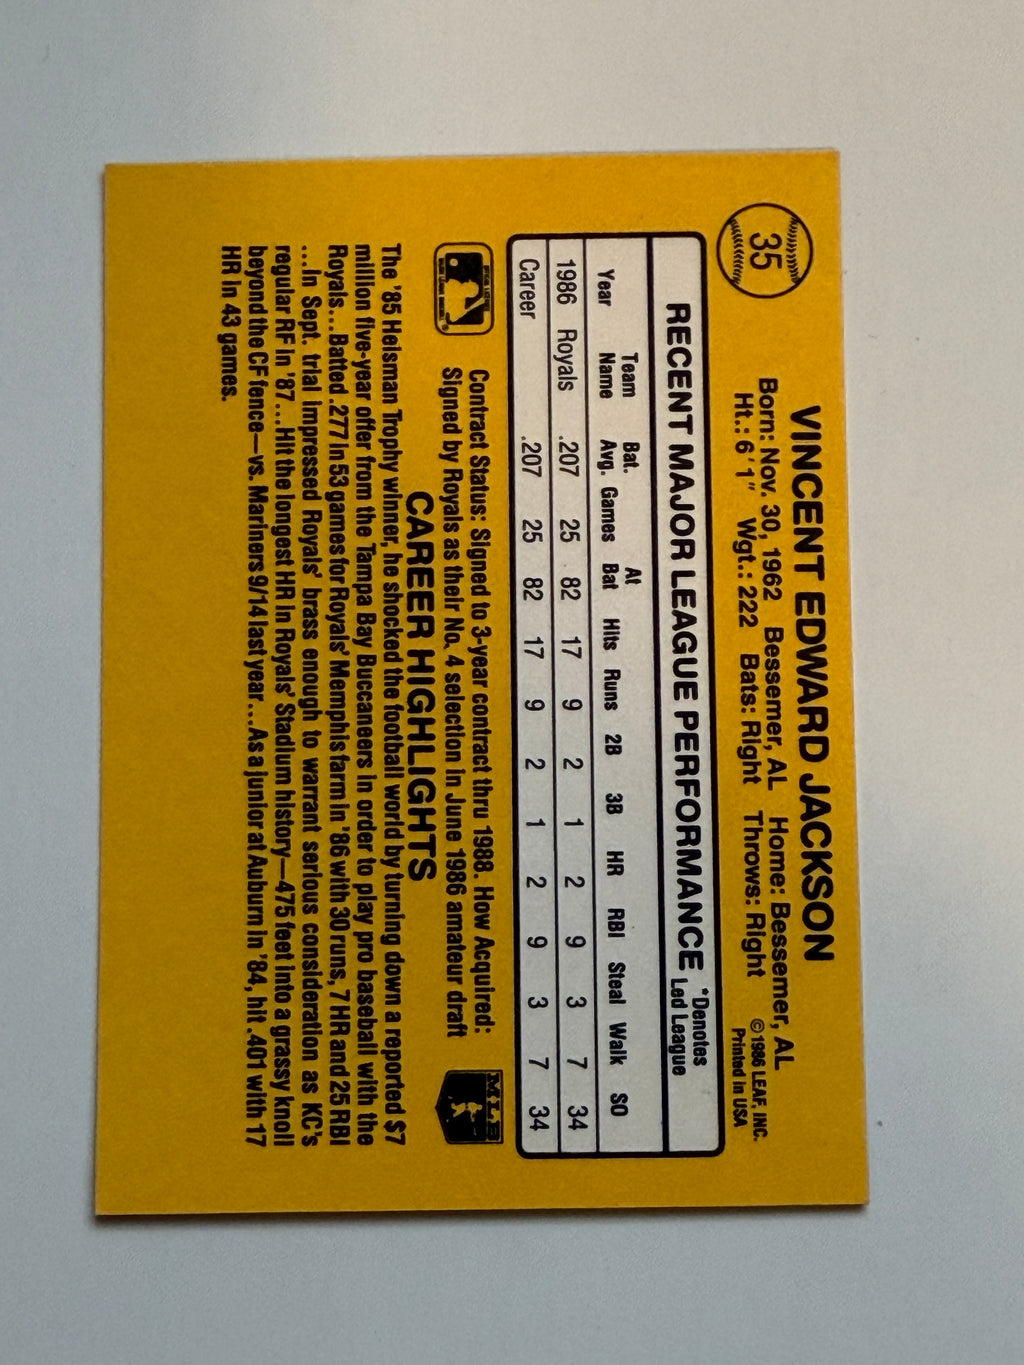 35
VINCENT EDWARD JACKSON
Born: Nov. 30, 1962 Bessemer, AL Home: Bessemer, AL
Ht.: 6'1" Wgt.: 222 Bats: Right Throws: Right
©1986 LEAF, INC.
Printed in USA
RECENT MAJOR LEAGUE PERFORMANCE *Denotes Led League
Year Team Name Bat. Avg. Games At Bat Hits Runs 2B 3B HR RBI Steal Walk SO
1986 Royals .207 25 82 17 9 2 1 2 9 3 7 34
Career .207 25 82 17 9 2 1 2 9 3 7 34
Contract Status: Signed to 3-year contract thru 1988. How Acquired:
Signed by Royals as their No. 4 selection in June 1986 amateur draft
MLB
CAREER HIGHLIGHTS
The '85 Heisman Trophy winner, he shocked the football world by turning down a reported $7
million five-year offer from the Tampa Bay Buccaneers in order to play pro baseball with the
Royals...Batted .277 in 53 games for Royals' Memphis farm in '86 with 30 runs, 7 HR and 25 RBI
...In Sept. trial impressed Royals' brass enough to warrant serious consideration as KC's
regular RF in '87...Hit the longest HR in Royals' Stadium history—475 feet into a grassy knoll
beyond the CF fence—vs. Mariners 9/14 last year...As a junior at Auburn in '84, hit .401 with 17
HR in 43 games.